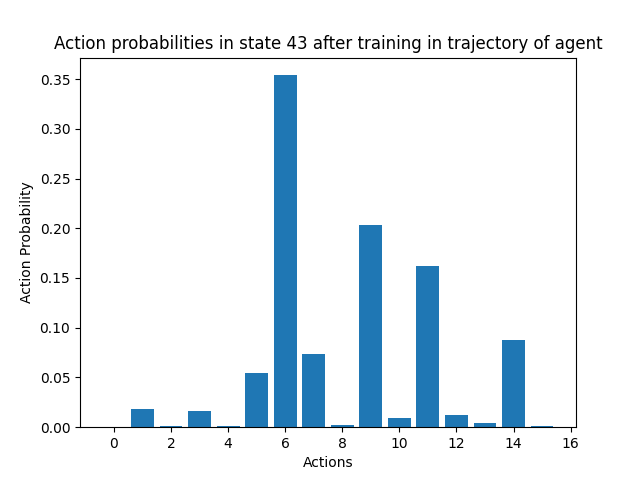 Action probabilities in state 43 after training in trajectory of agent
0.35
0.30
0.25
0.20
0.15
0.10
0.05
0.00
Action Probability
0 2 4 6 8 10 12 14 16
Actions